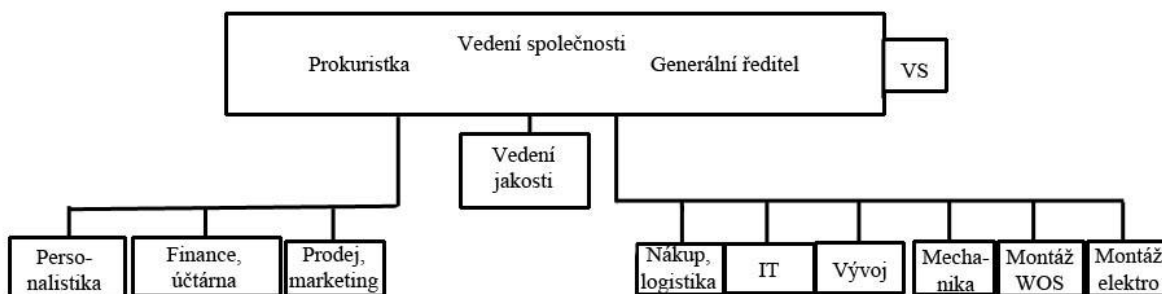 Vedení společnosti
Prokuristka
Generální ředitel
VS
Vedení
jakosti
Perso-
nalistika
Finance,
účtárna
Prodej,
marketing
Nákup,
logistika
IT
Vývoj
Mecha-
nika
Montáž
WOS
Montáž
elektro